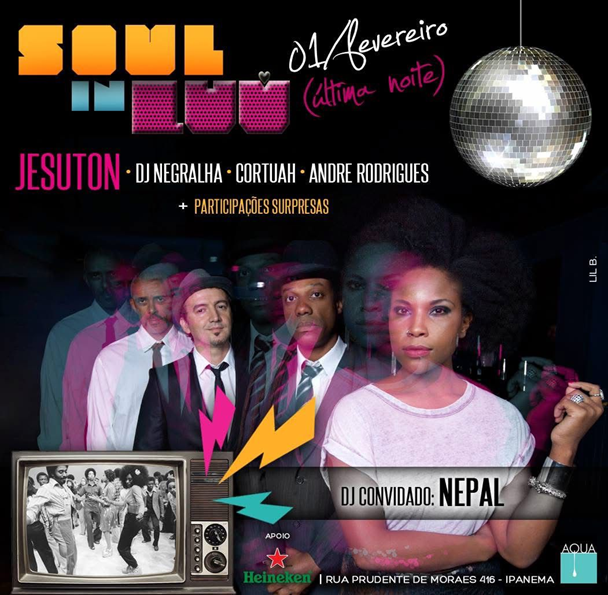 SOUL
IN
LUÚ
01/fevereiro
(última noite)
JESUTON • DJ NEGRALHA • CORTUAH • ANDRE RODRIGUES
+ PARTICIPAÇÕES SURPRESAS
LIL B.
DJ CONVIDADO: NEPAL
APOIO
Heineken
| RUA PRUDENTE DE MORAES 416 - IPANEMA
AQUA